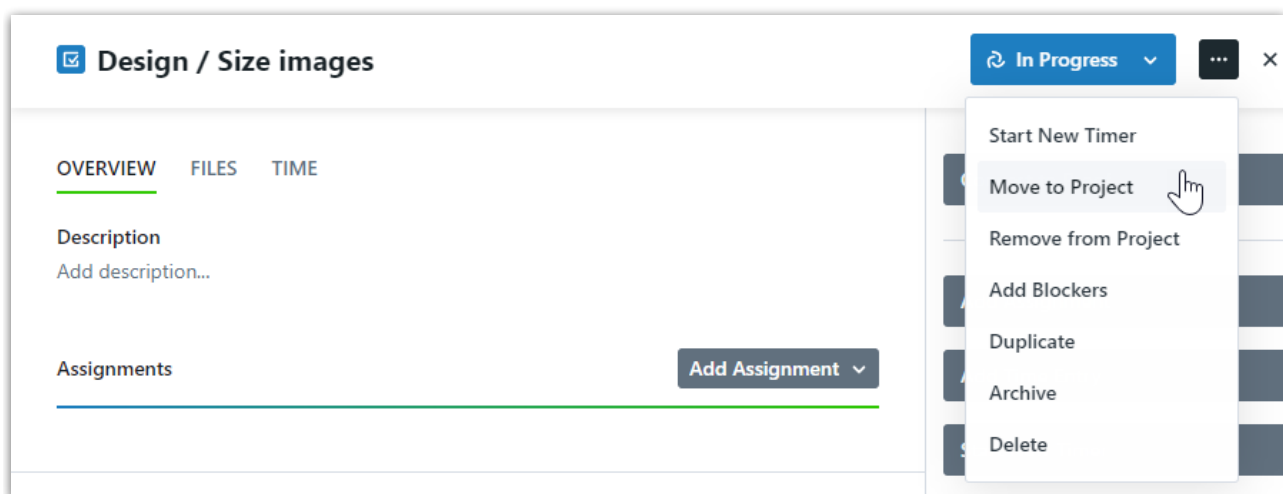 Design / Size images
In Progress
...
Start New Timer
OVERVIEW FILES TIME
Move to Project
Description
Remove from Project
Add description...
Add Blockers
Duplicate
Assignments
Add Assignment
Archive
Delete